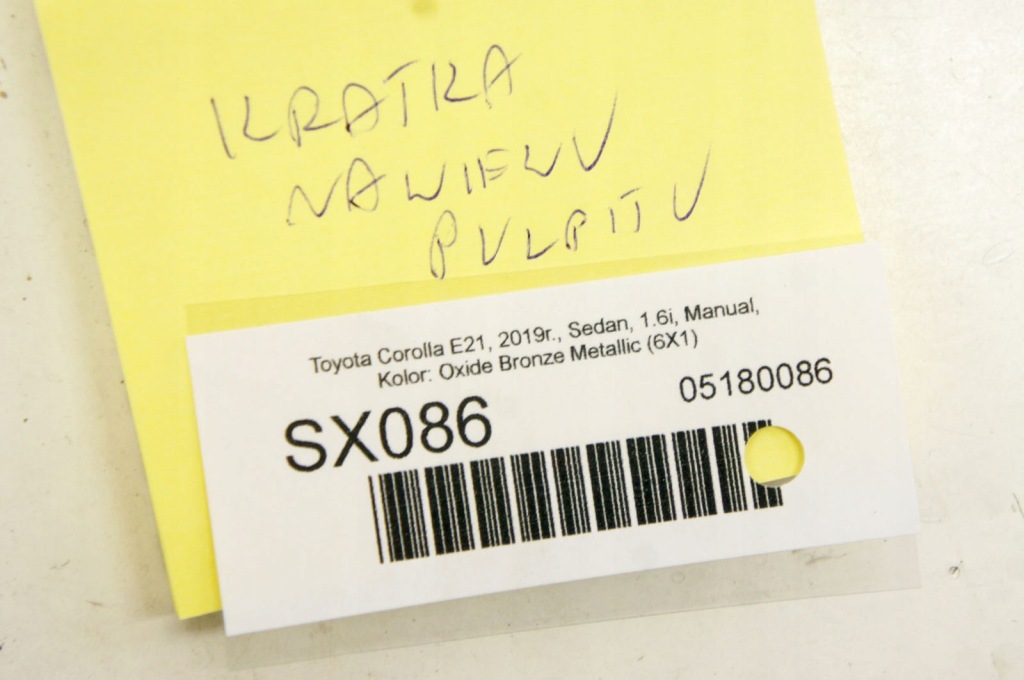 KRATKA
NAWIEWU
PULPITU
Toyota Corolla E21, 2019r., Sedan, 1.6i, Manual,
Kolor: Oxide Bronze Metallic (6X1)
05180086
SX086